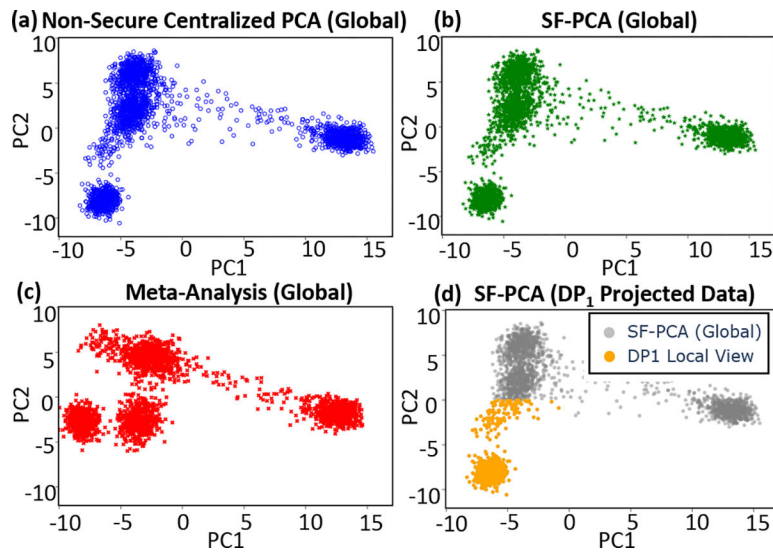 (a) Non-Secure Centralized PCA (Global)
10
5
0
-5
-10
PC2
-10 -5 0 5 10 15
PC1
(b) SF-PCA (Global)
10
5
0
-5
-10
-10 -5 0 5 10 15
PC1
(c) Meta-Analysis (Global)
10
5
0
-5
-10
PC2
-10 -5 0 5 10 15
PC1
(d) SF-PCA (DP₁ Projected Data)
SF-PCA (Global)
DP1 Local View
10
5
0
-5
-10
-10 -5 0 5 10 15
PC1